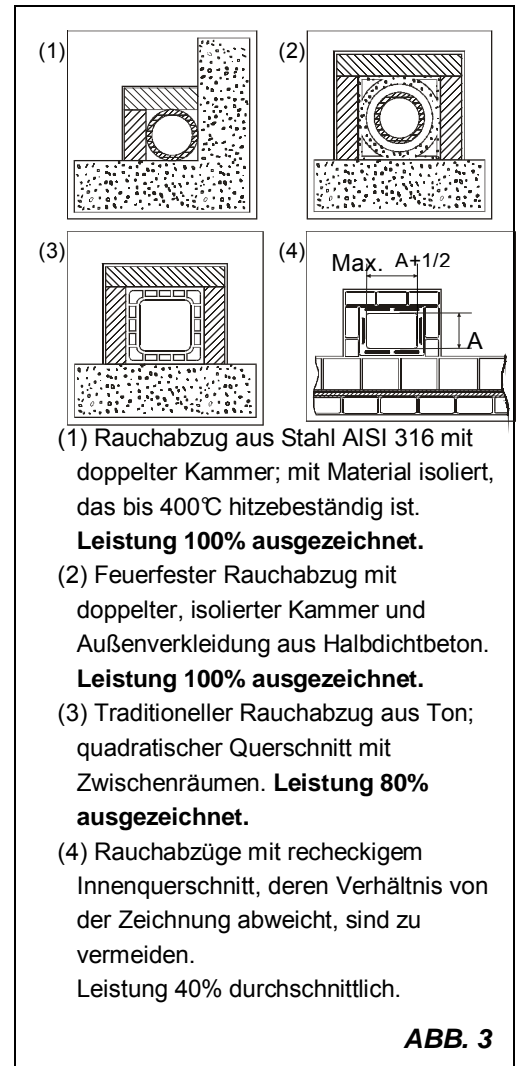 (1)
(2)
(3)
(4)
Max. A+1/2
A
(1) Rauchabzug aus Stahl AISI 316 mit
doppelter Kammer; mit Material isoliert,
das bis 400℃ hitzebeständig ist.
Leistung 100% ausgezeichnet.
(2) Feuerfester Rauchabzug mit
doppelter, isolierter Kammer und
Außenverkleidung aus Halbdichtbeton.
Leistung 100% ausgezeichnet.
(3) Traditioneller Rauchabzug aus Ton;
quadratischer Querschnitt mit
Zwischenräumen. Leistung 80%
ausgezeichnet.
(4) Rauchabzüge mit recheckigem
Innenquerschnitt, deren Verhältnis von
der Zeichnung abweicht, sind zu
vermeiden.
Leistung 40% durchschnittlich.
ABB. 3